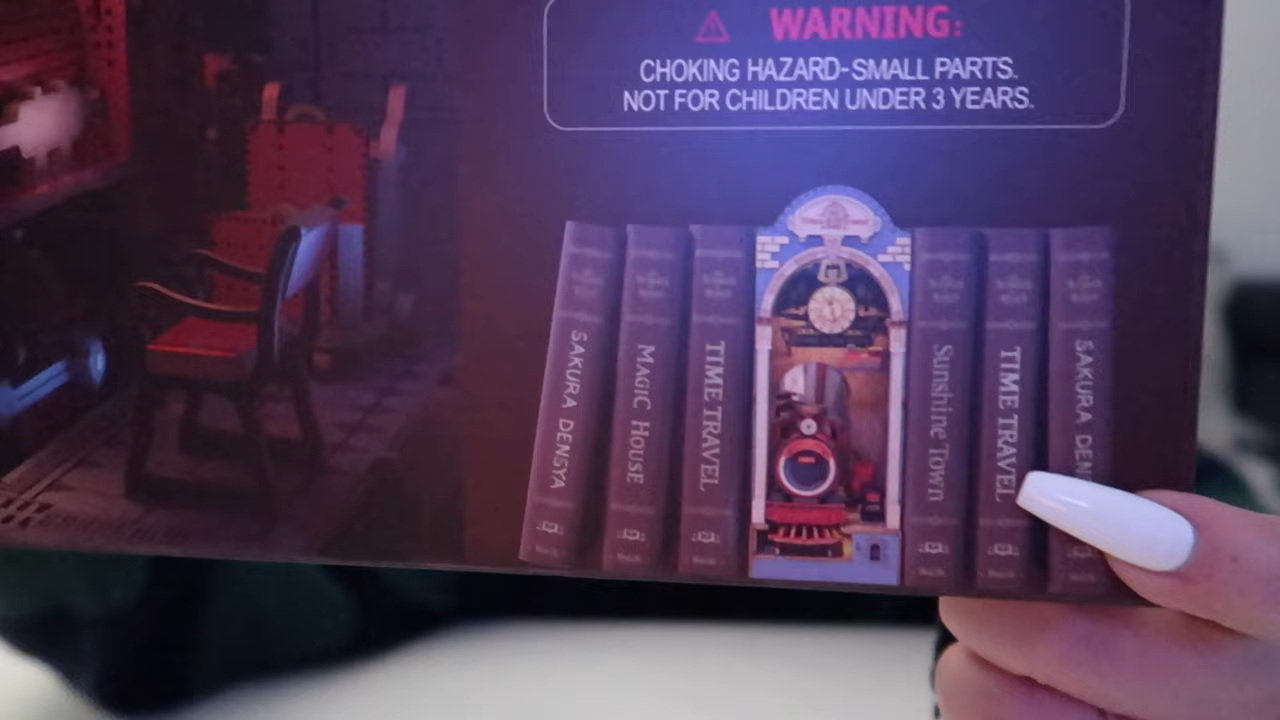 WARNING:
CHOKING HAZARD-SMALL PARTS.
NOT FOR CHILDREN UNDER 3 YEARS.
SAKURA DENSYA
MAGIC HOUSE
TIME TRAVEL
Sunshine Town
TIME TRAVEL
SAKURA DEN